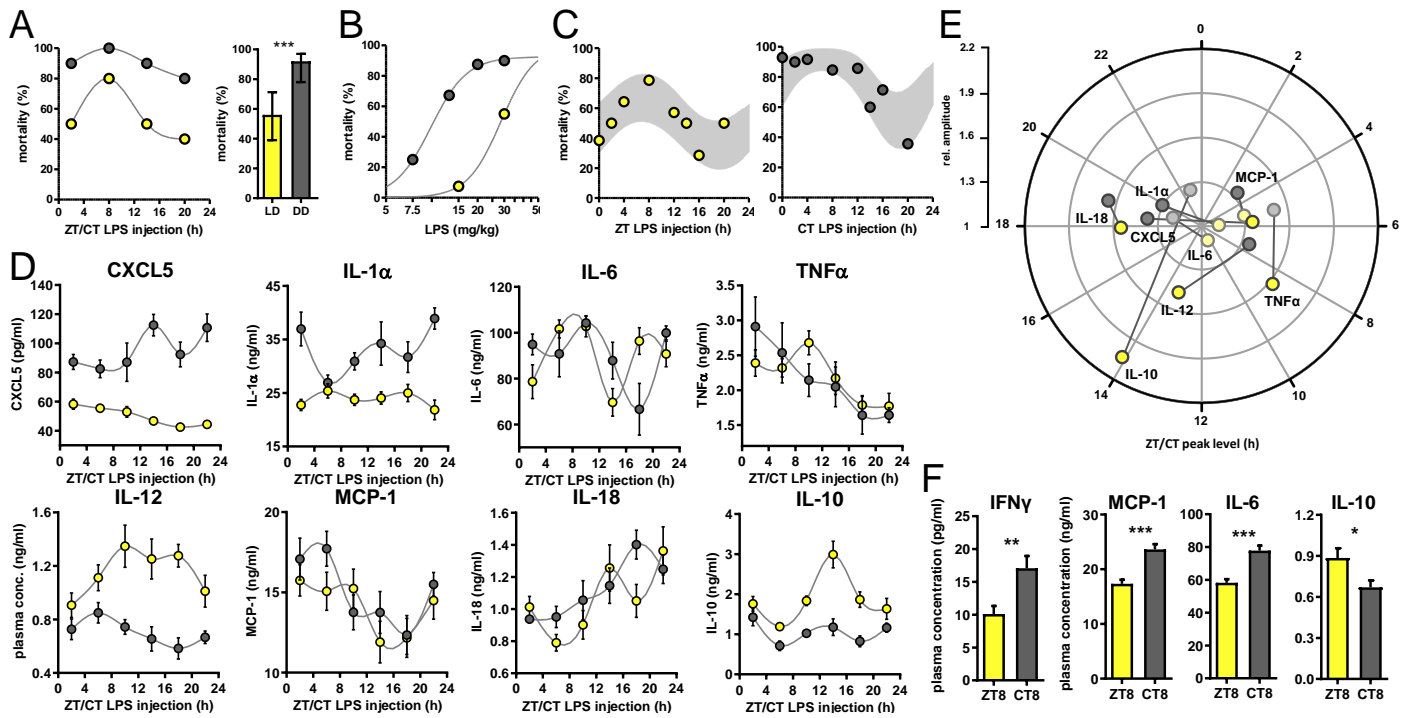 A
100%
80
60
40
20
0
mortality (%)
0 4 8 12 16 20 24
ZT/CT LPS injection (h)
***
100
80
60
40
20
0
mortality (%)
LD DD
B
100%
80
60
40
20
0
mortality (%)
5 7.5 15 20 30
LPS (mg/kg)
C
100%
80
60
40
20
0
mortality (%)
0 4 8 12 16 20 24
ZT LPS injection (h)
100
80
60
40
20
0
0 4 8 12 16 20 24
CT LPS injection (h)
D
CXCL5
140
120
100
80
60
40
CXCL5 (pg/ml)
0 4 8 12 16 20 24
ZT/CT LPS injection (h)
IL-1α
45
35
25
15
IL-1α (ng/ml)
0 4 8 12 16 20 24
ZT/CT LPS injection (h)
IL-6
120
100
80
60
IL-6 (ng/ml)
0 4 8 12 16 20 24
ZT/CT LPS injection (h)
TNFα
3.5
3.0
2.5
2.0
1.5
TNFα (ng/ml)
0 4 8 12 16 20 24
ZT/CT LPS injection (h)
IL-12
1.6
1.2
0.8
0.4
plasma conc. (ng/ml)
0 4 8 12 16 20 24
ZT/CT LPS injection (h)
MCP-1
20
15
10
MCP-1 (ng/ml)
0 4 8 12 16 20 24
ZT/CT LPS injection (h)
IL-18
1.6
1.4
1.2
1.0
0.8
0.6
IL-18 (ng/ml)
0 4 8 12 16 20 24
ZT/CT LPS injection (h)
IL-10
4
3
2
1
0
IL-10 (ng/ml)
0 4 8 12 16 20 24
ZT/CT LPS injection (h)
E
2.2
1.9
1.6
1.3
1
rel. amplitude
0
2
4
6
8
10
12
14
16
18
20
22
MCP-1
IL-1α
IL-18
CXCL5
IL-6
IL-12
TNFα
IL-10
ZT/CT peak level (h)
F
IFNγ
25
20
15
10
5
0
plasma concentration (pg/ml)
**
ZT8 CT8
MCP-1
30
20
10
0
plasma concentration (ng/ml)
***
ZT8 CT8
IL-6
100
80
60
40
20
0
***
ZT8 CT8
IL-10
1.2
0.9
0.6
0.3
0.0
*
ZT8 CT8